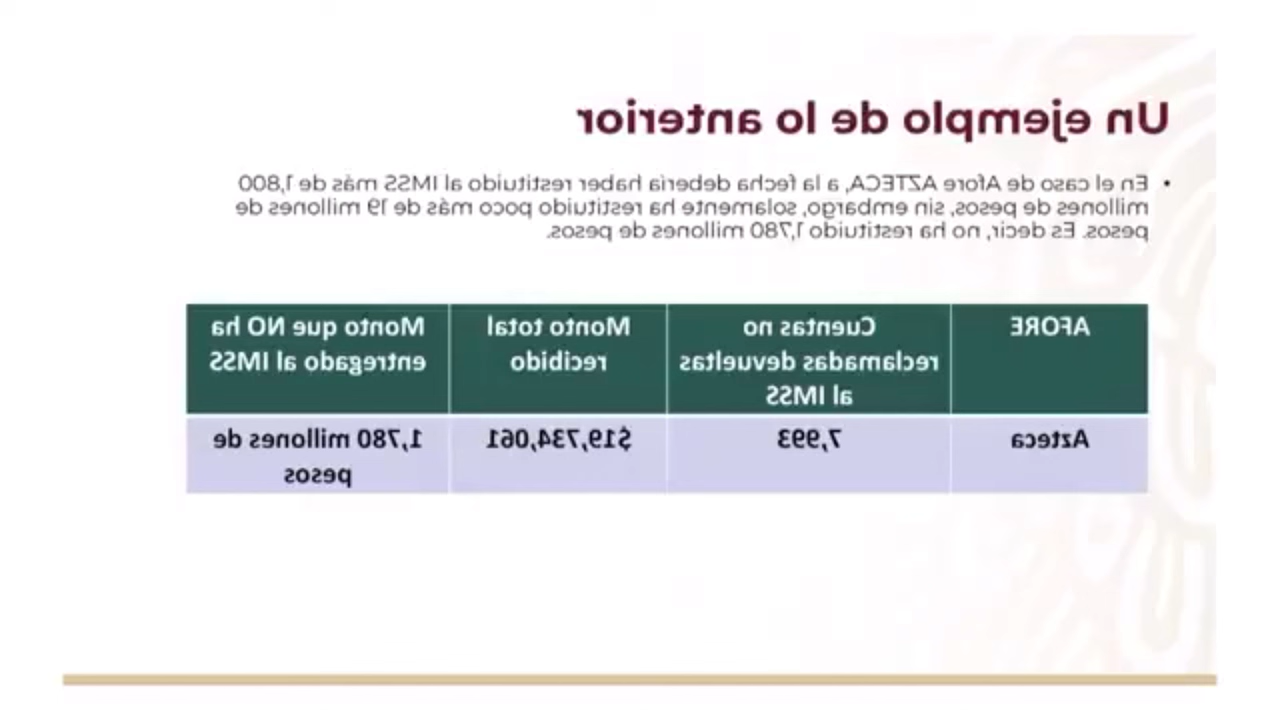 Un ejemplo de lo anterior
• En el caso de Afore AZTECA, a la fecha debería haber restituido al IMSS más de 1,800
millones de pesos, sin embargo, solamente ha restituido poco más de 19 millones de
pesos. Es decir, no ha restituido 1,780 millones de pesos.
AFORE
Cuentas no
reclamadas devueltas
al IMSS
Monto total
recibido
Monto que NO ha
entregado al IMSS
Azteca
7,993
$19,734,061
1,780 millones de
pesos